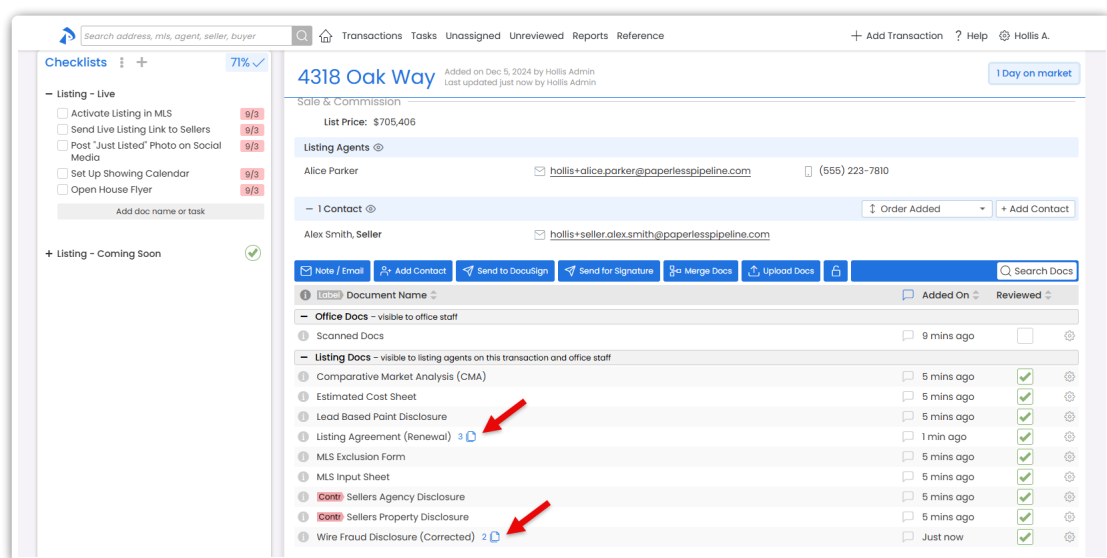 Search address, mls, agent, seller, buyer
Transactions Tasks Unassigned Unreviewed Reports Reference
+ Add Transaction ? Help Hollis A.
Checklists + 71%
− Listing - Live
Activate Listing in MLS 9/3
Send Live Listing Link to Sellers 9/3
Post "Just Listed" Photo on Social 9/3
Media
Set Up Showing Calendar 9/3
Open House Flyer 9/3
Add doc name or task
+ Listing - Coming Soon
4318 Oak Way
Added on Dec 5, 2024 by Hollis Admin
Last updated just now by Hollis Admin
1 Day on market
Sale & Commission
List Price: $705,406
Listing Agents
Alice Parker hollis+alice.parker@paperlesspipeline.com (555) 223-7810
− 1 Contact Order Added + Add Contact
Alex Smith, Seller hollis+seller.alex.smith@paperlesspipeline.com
Note / Email Add Contact Send to DocuSign Send for Signature Merge Docs Upload Docs Search Docs
Label Document Name Added On Reviewed
− Office Docs - visible to office staff
Scanned Docs 9 mins ago
− Listing Docs - visible to listing agents on this transaction and office staff
Comparative Market Analysis (CMA) 5 mins ago
Estimated Cost Sheet 5 mins ago
Lead Based Paint Disclosure 5 mins ago
Listing Agreement (Renewal) 3 1 min ago
MLS Exclusion Form 5 mins ago
MLS Input Sheet 5 mins ago
Contr Sellers Agency Disclosure 5 mins ago
Contr Sellers Property Disclosure 5 mins ago
Wire Fraud Disclosure (Corrected) 2 Just now